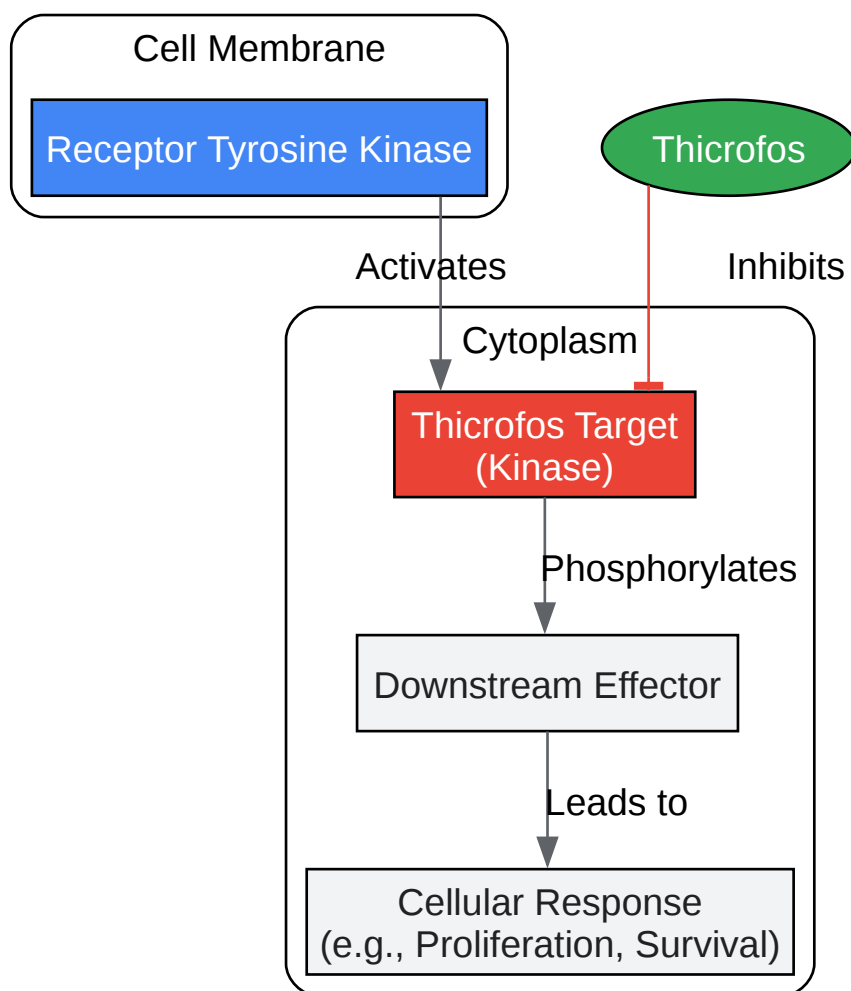 Cell Membrane
Receptor Tyrosine Kinase
Thicrofos
Activates
Inhibits
Cytoplasm
Thicrofos Target
(Kinase)
Phosphorylates
Downstream Effector
Leads to
Cellular Response
(e.g., Proliferation, Survival)